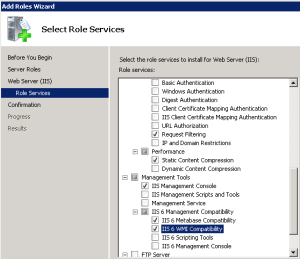 Add Roles Wizard
Select Role Services
Before You Begin
Server Roles
Web Server (IIS)
Role Services
Confirmation
Progress
Results
Select the role services to install for Web Server (IIS):
Role services:
Basic Authentication
Windows Authentication
Digest Authentication
Client Certificate Mapping Authentication
IIS Client Certificate Mapping Authentication
URL Authorization
Request Filtering
IP and Domain Restrictions
Performance
Static Content Compression
Dynamic Content Compression
Management Tools
IIS Management Console
IIS Management Scripts and Tools
Management Service
IIS 6 Management Compatibility
IIS 6 Metabase Compatibility
IIS 6 WMI Compatibility
IIS 6 Scripting Tools
IIS 6 Management Console
FTP Server